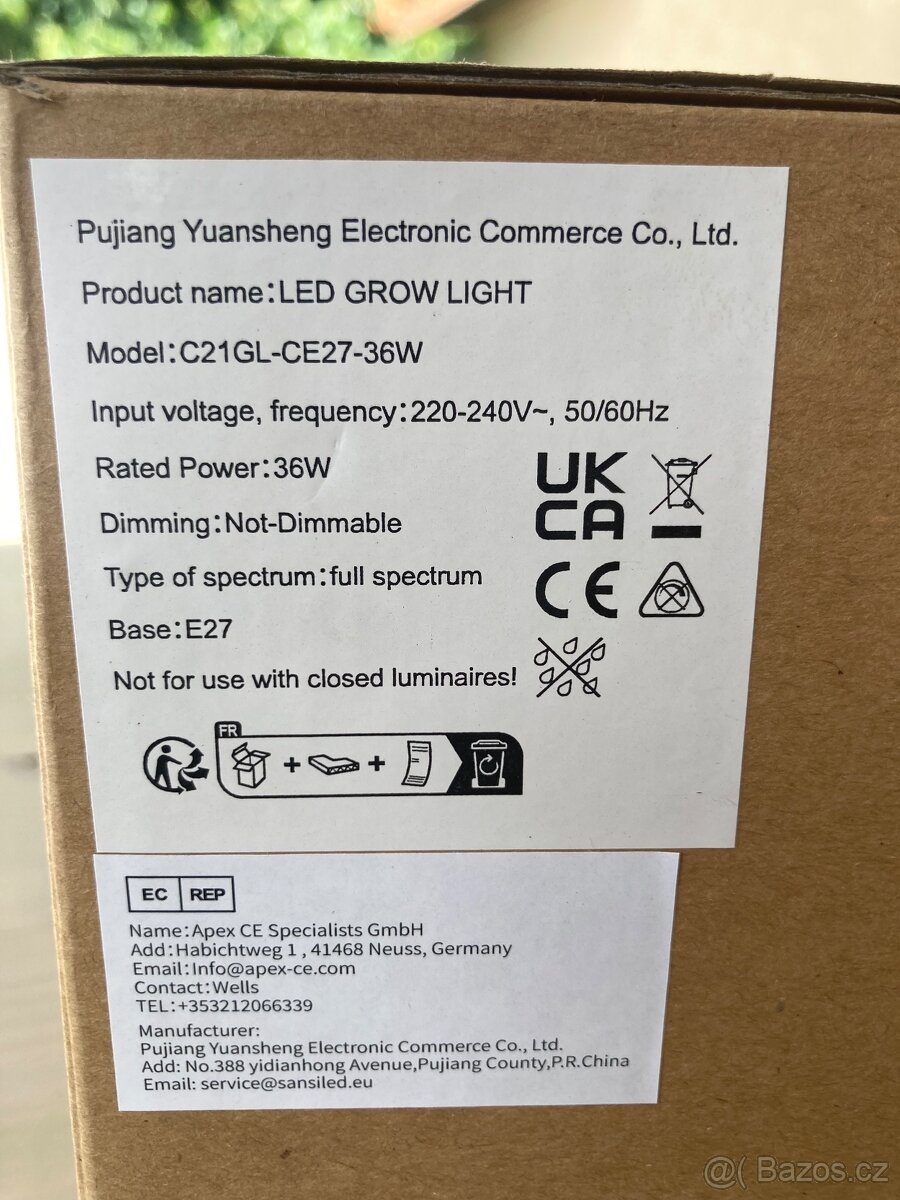 Pujiang Yuansheng Electronic Commerce Co., Ltd.
Product name:LED GROW LIGHT
Model:C21GL-CE27-36W
Input voltage, frequency:220-240V~, 50/60Hz
Rated Power:36W
UK
CA
Dimming:Not-Dimmable
CE
Type of spectrum:full spectrum
Base:E27
Not for use with closed luminaires!
FR
EC REP
Name:Apex CE Specialists GmbH
Add:Habichtweg 1 , 41468 Neuss, Germany
Email:Info@apex-ce.com
Contact:Wells
TEL:+353212066339
Manufacturer:
Pujiang Yuansheng Electronic Commerce Co., Ltd.
Add: No.388 yidianhong Avenue,Pujiang County,P.R.China
Email: service@sansiled.eu
@( Bazos.cz